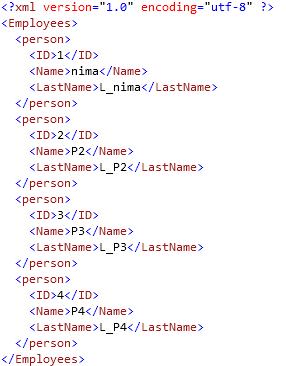 <?xml version="1.0" encoding="utf-8" ?>
<Employees>
  <person>
    <ID>1</ID>
    <Name>nima</Name>
    <LastName>L_nima</LastName>
  </person>
  <person>
    <ID>2</ID>
    <Name>P2</Name>
    <LastName>L_P2</LastName>
  </person>
  <person>
    <ID>3</ID>
    <Name>P3</Name>
    <LastName>L_P3</LastName>
  </person>
  <person>
    <ID>4</ID>
    <Name>P4</Name>
    <LastName>L_P4</LastName>
  </person>
</Employees>